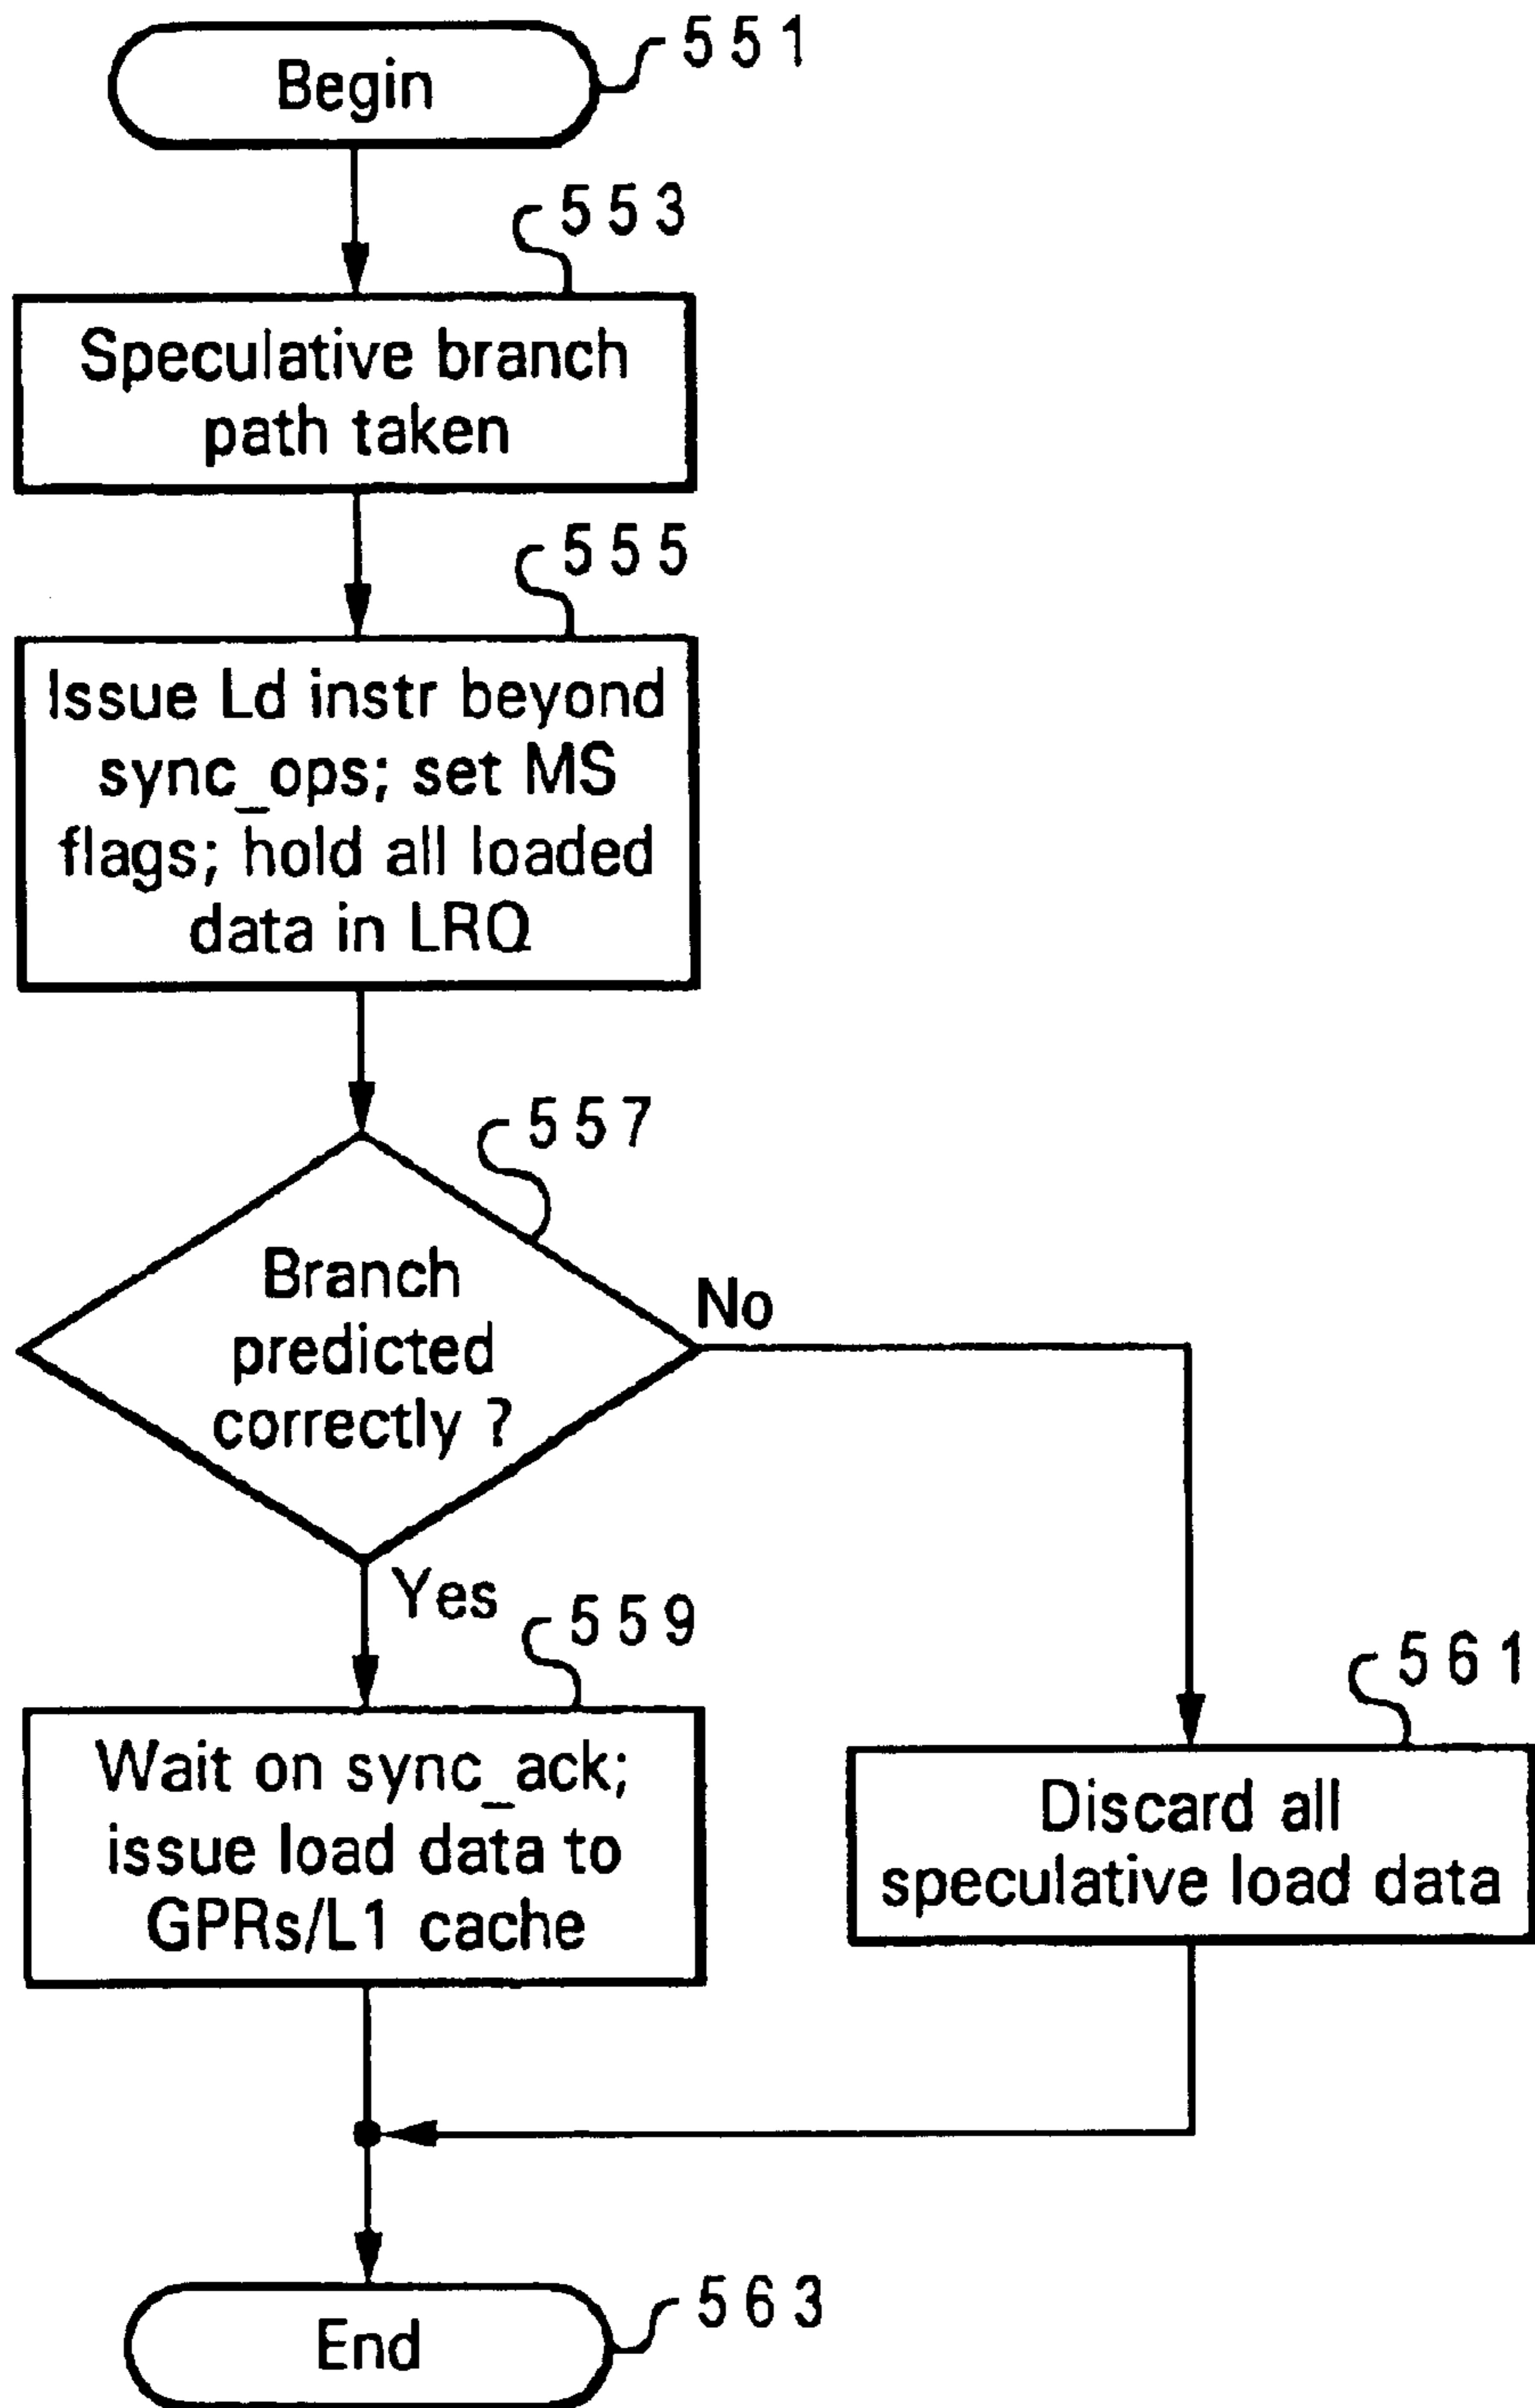 551
Begin
553
Speculative branch
path taken
555
Issue Ld instr beyond
sync_ops; set MS
flags; hold all loaded
data in LRQ
557
Branch
predicted
correctly ?
No
Yes
559
Wait on sync_ack;
issue load data to
GPRs/L1 cache
561
Discard all
speculative load data
563
End